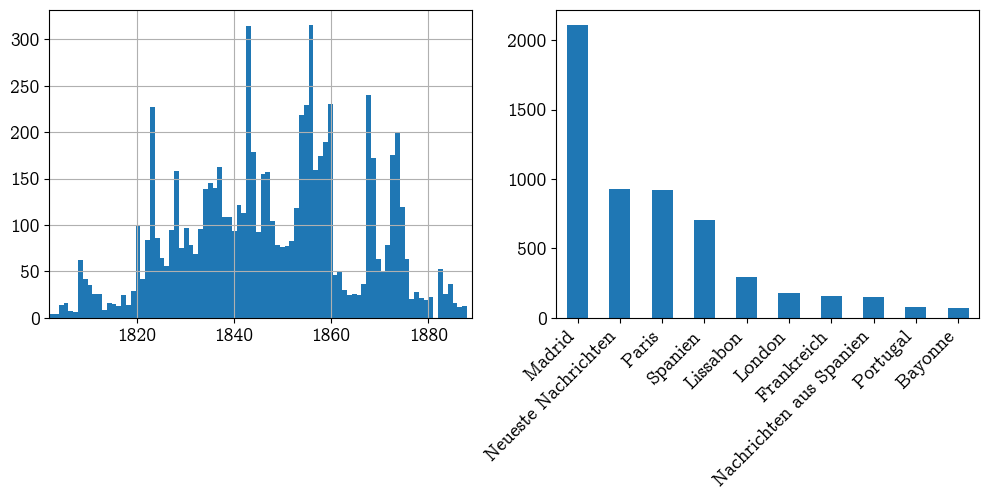 300
250
200
150
100
50
0
1820 1840 1860 1880
2000
1500
1000
500
0
Madrid
Neueste Nachrichten
Paris
Spanien
Lissabon
London
Frankreich
Nachrichten aus Spanien
Portugal
Bayonne